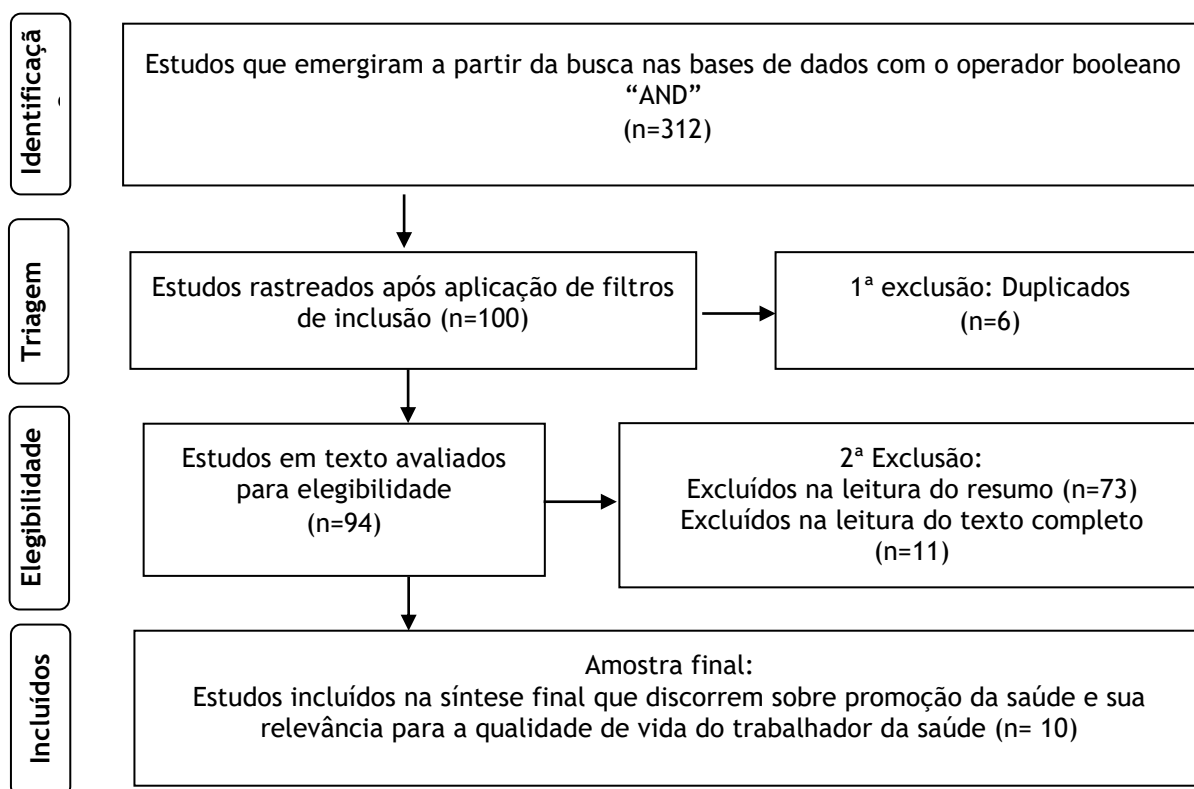 Identificaçã
Estudos que emergiram a partir da busca nas bases de dados com o operador booleano
“AND”
(n=312)
Triagem
Estudos rastreados após aplicação de filtros
de inclusão (n=100)
1ª exclusão: Duplicados
(n=6)
Elegibilidade
Estudos em texto avaliados
para elegibilidade
(n=94)
2ª Exclusão:
Excluídos na leitura do resumo (n=73)
Excluídos na leitura do texto completo
(n=11)
Incluídos
Amostra final:
Estudos incluídos na síntese final que discorrem sobre promoção da saúde e sua
relevância para a qualidade de vida do trabalhador da saúde (n= 10)